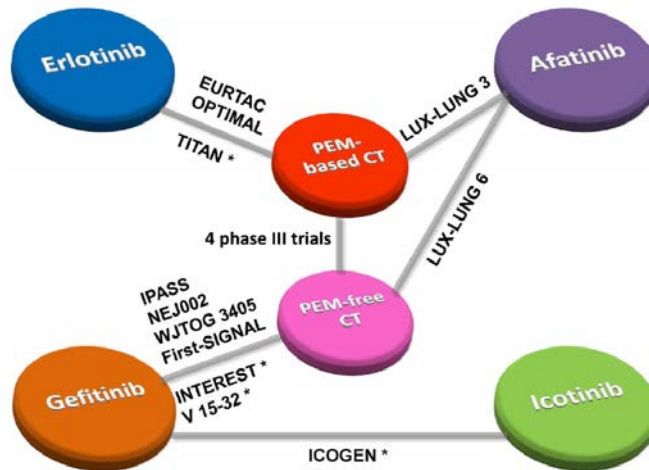 Erlotinib
Afatinib
EURTAC
OPTIMAL
TITAN *
PEM-
based CT
LUX-LUNG 3
LUX-LUNG 6
4 phase III trials
IPASS
NEJ002
WJTOG 3405
First-SIGNAL
PEM-free
CT
Gefitinib
INTEREST *
V 15-32 *
Icotinib
ICOGEN *